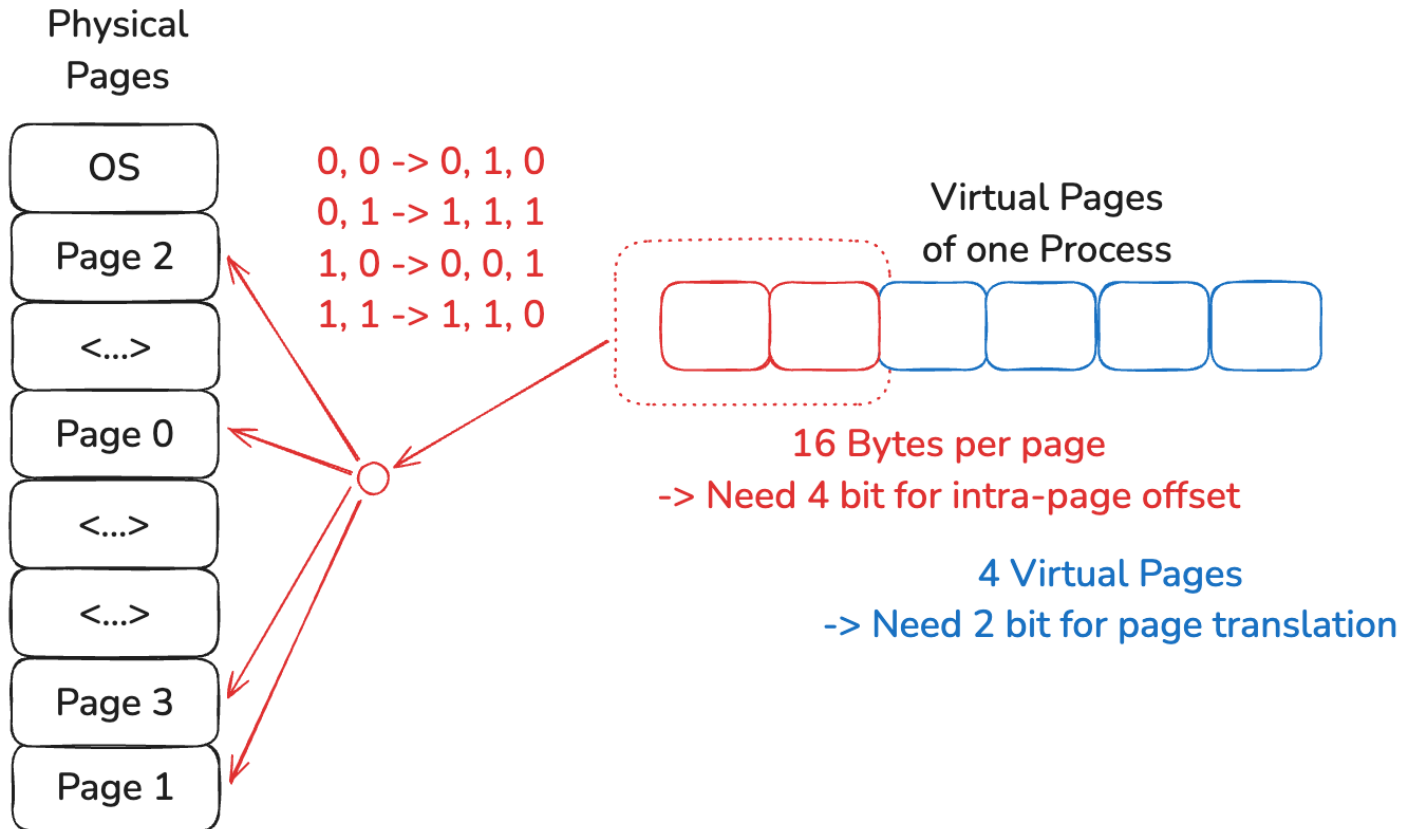 Physical
Pages
OS
Page 2
<...>
Page 0
<...>
<...>
Page 3
Page 1
0, 0 -> 0, 1, 0
0, 1 -> 1, 1, 1
1, 0 -> 0, 0, 1
1, 1 -> 1, 1, 0
Virtual Pages
of one Process
16 Bytes per page
-> Need 4 bit for intra-page offset
4 Virtual Pages
-> Need 2 bit for page translation